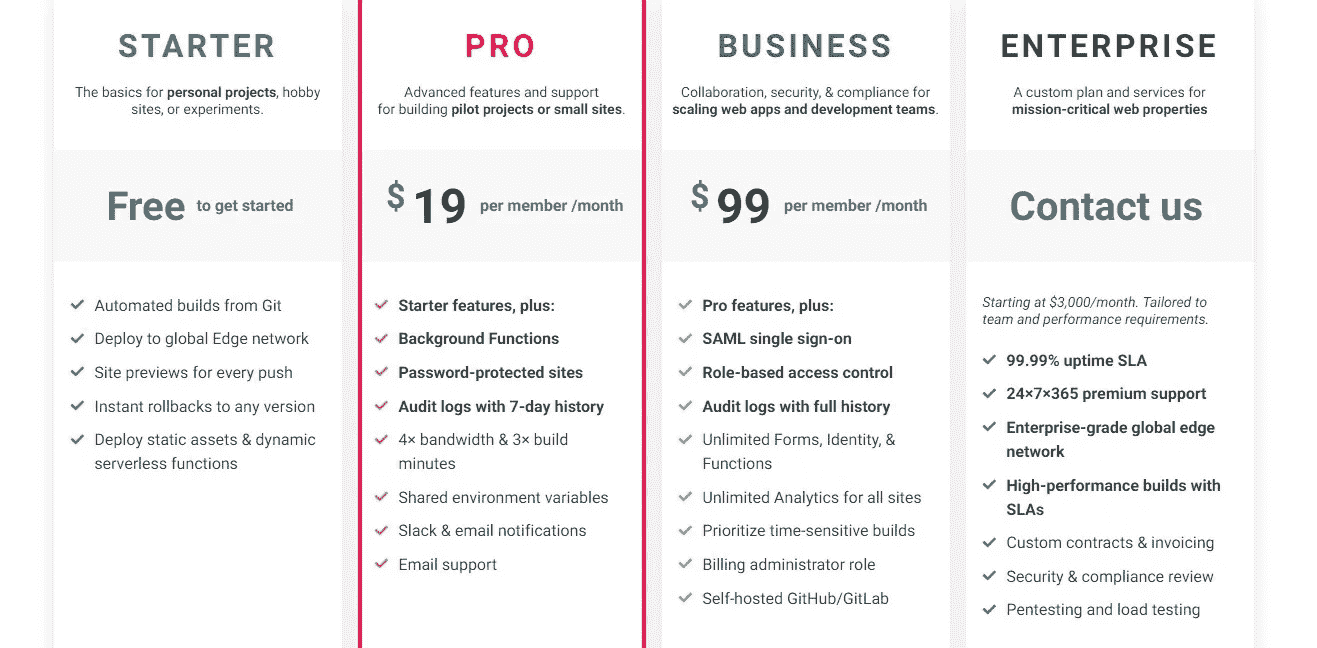 STARTER
The basics for personal projects, hobby
sites, or experiments.
Free to get started
Automated builds from Git
Deploy to global Edge network
Site previews for every push
Instant rollbacks to any version
Deploy static assets & dynamic
serverless functions
PRO
Advanced features and support
for building pilot projects or small sites.
$19 per member /month
Starter features, plus:
Background Functions
Password-protected sites
Audit logs with 7-day history
4× bandwidth & 3× build
minutes
Shared environment variables
Slack & email notifications
Email support
BUSINESS
Collaboration, security, & compliance for
scaling web apps and development teams.
$99 per member /month
Pro features, plus:
SAML single sign-on
Role-based access control
Audit logs with full history
Unlimited Forms, Identity, &
Functions
Unlimited Analytics for all sites
Prioritize time-sensitive builds
Billing administrator role
Self-hosted GitHub/GitLab
ENTERPRISE
A custom plan and services for
mission-critical web properties
Contact us
Starting at $3,000/month. Tailored to
team and performance requirements.
99.99% uptime SLA
24×7×365 premium support
Enterprise-grade global edge
network
High-performance builds with
SLAs
Custom contracts & invoicing
Security & compliance review
Pentesting and load testing